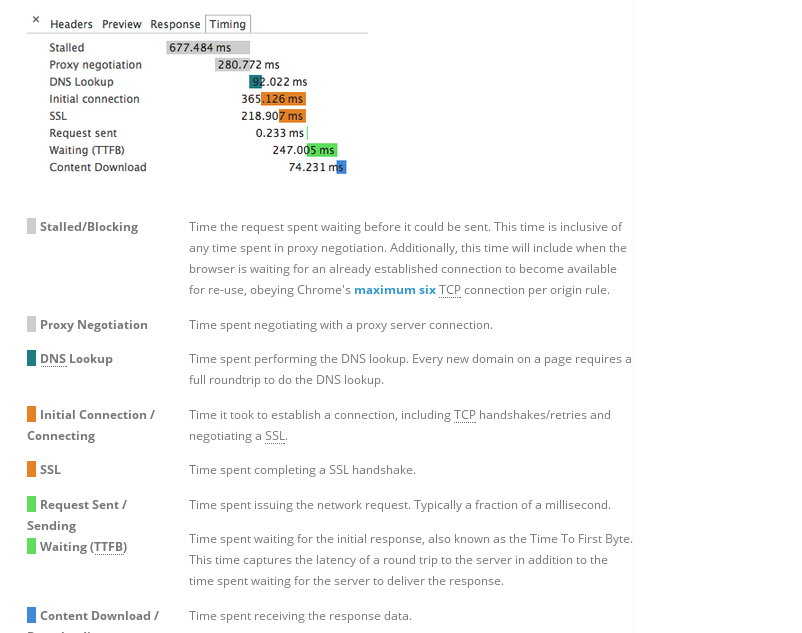 × Headers Preview Response Timing
Stalled 677.484 ms
Proxy negotiation 280.772 ms
DNS Lookup 92.022 ms
Initial connection 365.126 ms
SSL 218.907 ms
Request sent 0.233 ms
Waiting (TTFB) 247.005 ms
Content Download 74.231 ms
Stalled/Blocking
Time the request spent waiting before it could be sent. This time is inclusive of
any time spent in proxy negotiation. Additionally, this time will include when the
browser is waiting for an already established connection to become available
for re-use, obeying Chrome's maximum six TCP connection per origin rule.
Proxy Negotiation
Time spent negotiating with a proxy server connection.
DNS Lookup
Time spent performing the DNS lookup. Every new domain on a page requires a
full roundtrip to do the DNS lookup.
Initial Connection /
Connecting
Time it took to establish a connection, including TCP handshakes/retries and
negotiating a SSL.
SSL
Time spent completing a SSL handshake.
Request Sent /
Sending
Time spent issuing the network request. Typically a fraction of a millisecond.
Waiting (TTFB)
Time spent waiting for the initial response, also known as the Time To First Byte.
This time captures the latency of a round trip to the server in addition to the
time spent waiting for the server to deliver the response.
Content Download /
Time spent receiving the response data.